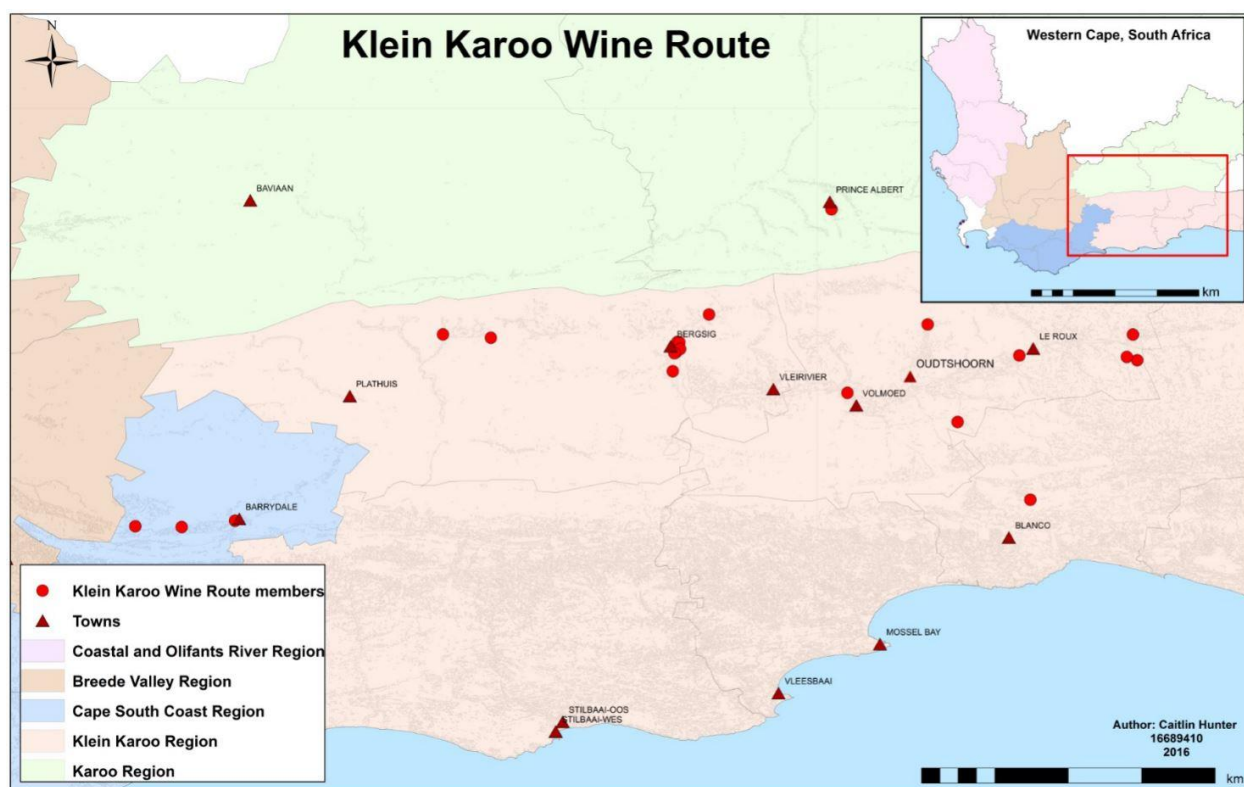 Klein Karoo Wine Route
N
Western Cape, South Africa
km
BAVIAAN
PRINCE ALBERT
BERGSIG
LE ROUX
PLATHUIS
VLEIRIVIER
OUDTSHOORN
VOLMOED
BARRYDALE
BLANCO
MOSSEL BAY
VLEESBAAI
STILBAAI-OOS
STILBAAI-WES
Klein Karoo Wine Route members
Towns
Coastal and Olifants River Region
Breede Valley Region
Cape South Coast Region
Klein Karoo Region
Karoo Region
Author: Caitlin Hunter
16689410
2016
km